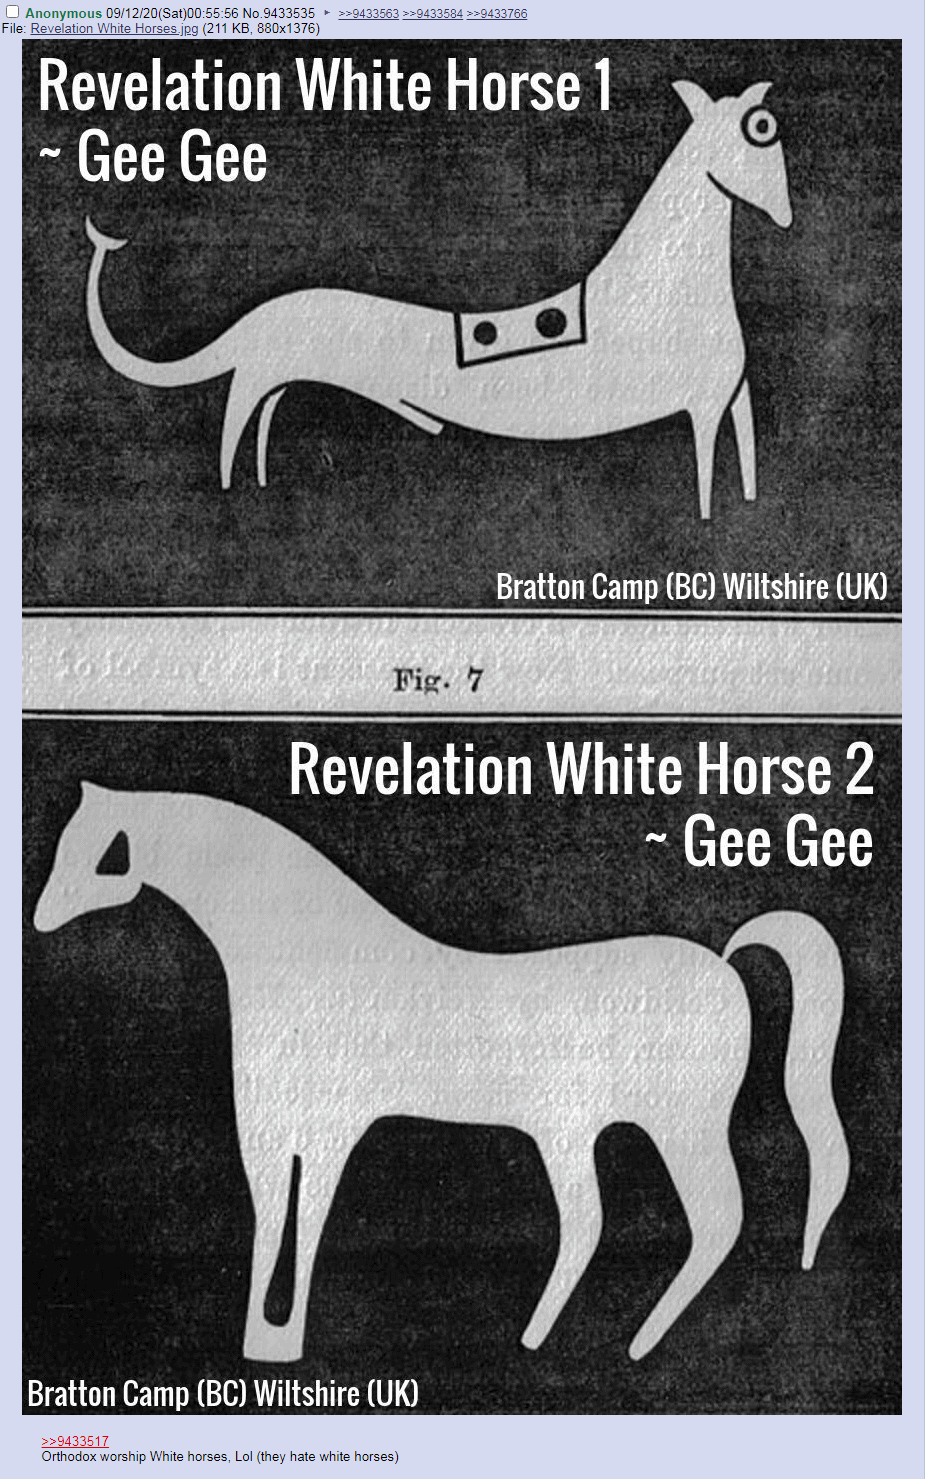 Anonymous 09/12/20(Sat)00:55:56 No.9433535 ▶ >>9433563 >>9433584 >>9433766
File: Revelation White Horses.jpg (211 KB, 880x1376)
Revelation White Horse 1
~ Gee Gee
Bratton Camp (BC) Wiltshire (UK)
Fig. 7
Revelation White Horse 2
~ Gee Gee
Bratton Camp (BC) Wiltshire (UK)
>>9433517
Orthodox worship White horses, Lol (they hate white horses)